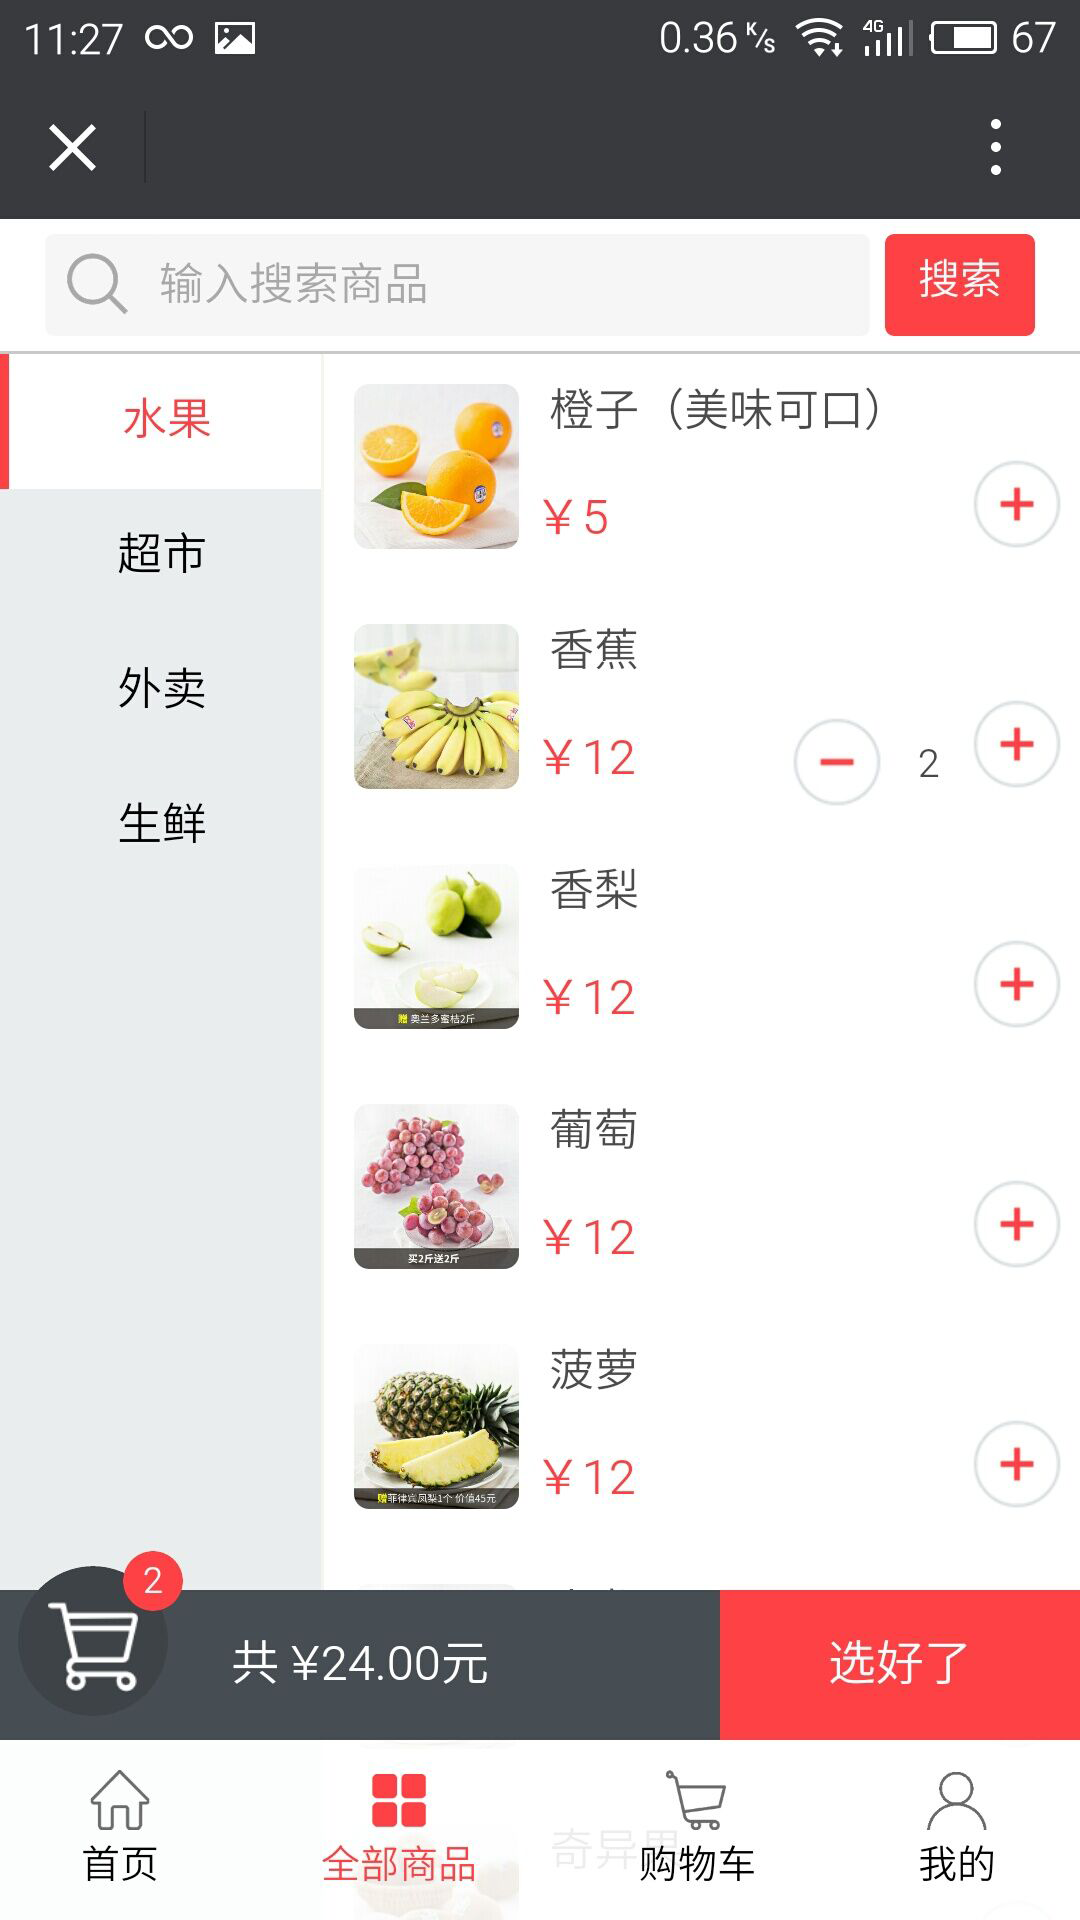 11:27 0.36 K/s 4G 67
输入搜索商品
搜索
水果
超市
外卖
生鲜
橙子（美味可口）
¥5
香蕉
¥12
2
香梨
赠 奥兰多蜜桔2斤
¥12
葡萄
买2斤送2斤
¥12
菠萝
赠菲律宾凤梨1个 价值45元
¥12
2
共 ¥24.00元
选好了
奇异果
首页
全部商品
购物车
我的